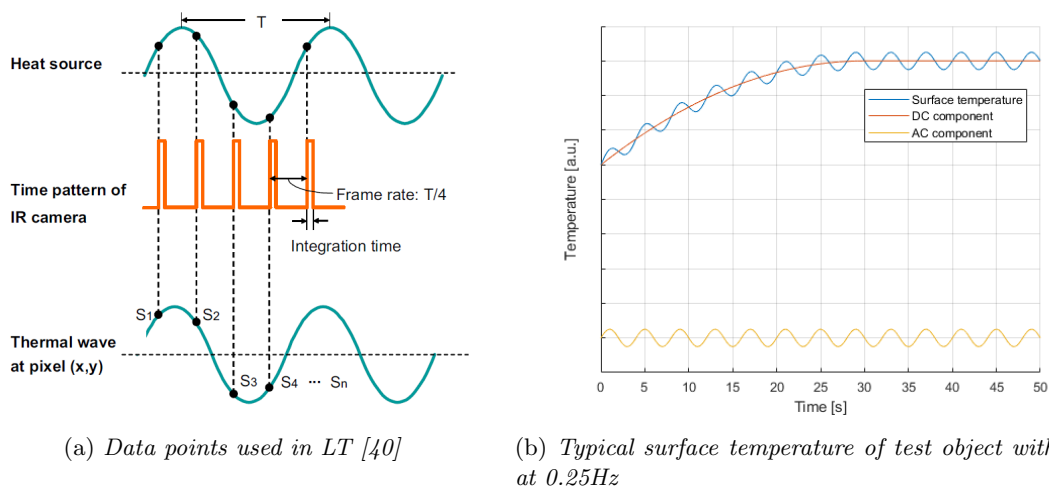 T
Heat source
Time pattern of
IR camera
Frame rate: T/4
Integration time
S1
S2
Thermal wave
at pixel (x,y)
S3
S4
··· Sn
(a) Data points used in LT [40]
Temperature [a.u.]
Surface temperature
DC component
AC component
0 5 10 15 20 25 30 35 40 45 50
Time [s]
(b) Typical surface temperature of test object with
at 0.25Hz